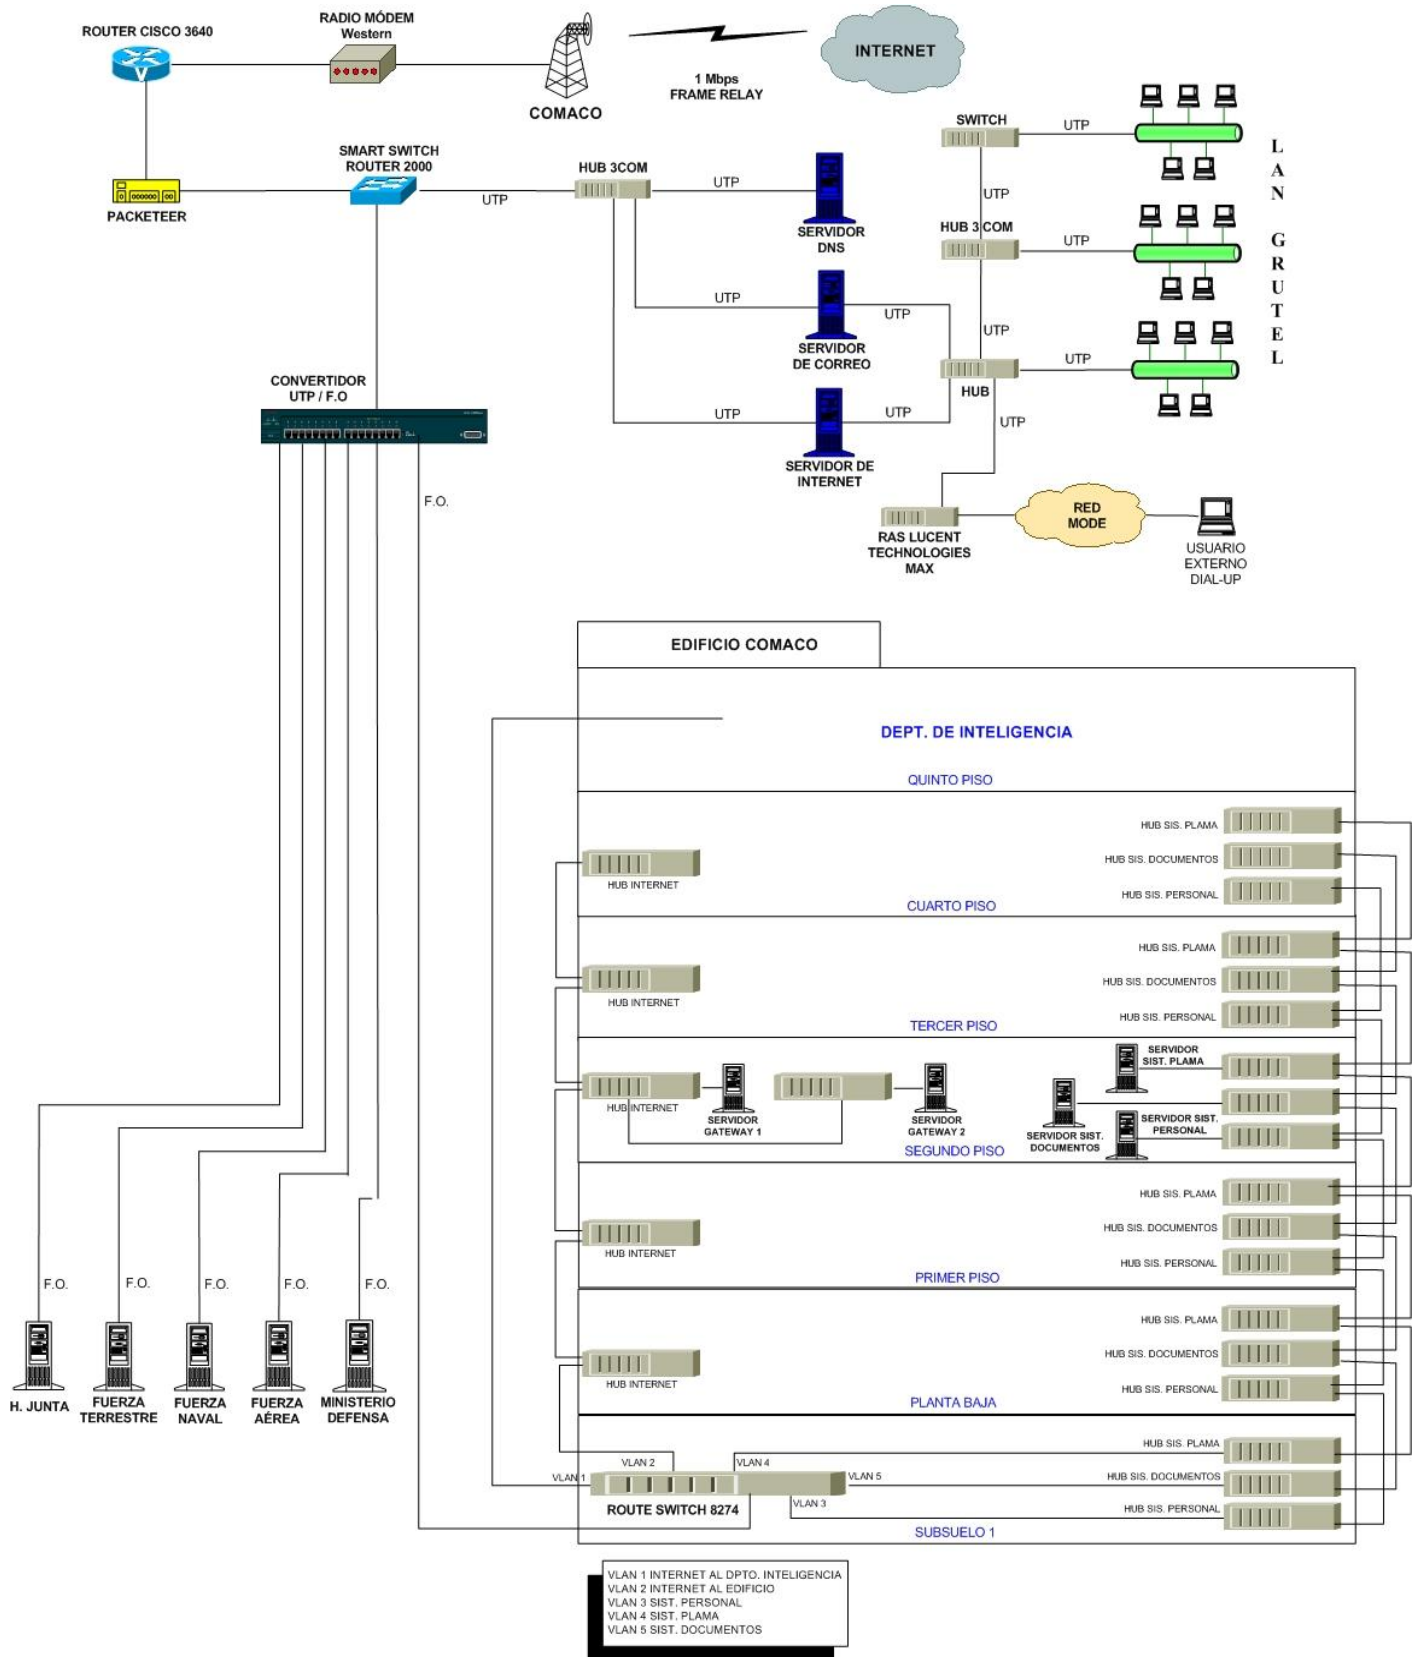 ROUTER CISCO 3640
RADIO MÓDEM
Western
COMACO
1 Mbps
FRAME RELAY
INTERNET
PACKETEER
SMART SWITCH
ROUTER 2000
UTP
HUB 3COM
UTP
SERVIDOR
DNS
UTP
SERVIDOR
DE CORREO
UTP
UTP
SERVIDOR DE
INTERNET
UTP
SWITCH
UTP
UTP
HUB 3 COM
UTP
UTP
HUB
UTP
UTP
LAN GRUTEL
RAS LUCENT
TECHNOLOGIES
MAX
RED
MODE
USUARIO
EXTERNO
DIAL-UP
CONVERTIDOR
UTP / F.O
F.O.
F.O.
F.O.
F.O.
F.O.
F.O.
H. JUNTA
FUERZA
TERRESTRE
FUERZA
NAVAL
FUERZA
AÉREA
MINISTERIO
DEFENSA
EDIFICIO COMACO
DEPT. DE INTELIGENCIA
QUINTO PISO
HUB SIS. PLAMA
HUB SIS. DOCUMENTOS
HUB INTERNET
HUB SIS. PERSONAL
CUARTO PISO
HUB SIS. PLAMA
HUB SIS. DOCUMENTOS
HUB INTERNET
HUB SIS. PERSONAL
TERCER PISO
SERVIDOR
SIST. PLAMA
HUB INTERNET
SERVIDOR
GATEWAY 1
SERVIDOR
GATEWAY 2
SERVIDOR SIST.
DOCUMENTOS
SERVIDOR SIST.
PERSONAL
SEGUNDO PISO
HUB SIS. PLAMA
HUB SIS. DOCUMENTOS
HUB INTERNET
HUB SIS. PERSONAL
PRIMER PISO
HUB SIS. PLAMA
HUB SIS. DOCUMENTOS
HUB INTERNET
HUB SIS. PERSONAL
PLANTA BAJA
HUB SIS. PLAMA
VLAN 2
VLAN 4
VLAN 1
VLAN 5
HUB SIS. DOCUMENTOS
VLAN 3
ROUTE SWITCH 8274
HUB SIS. PERSONAL
SUBSUELO 1
VLAN 1 INTERNET AL DPTO. INTELIGENCIA
VLAN 2 INTERNET AL EDIFICIO
VLAN 3 SIST. PERSONAL
VLAN 4 SIST. PLAMA
VLAN 5 SIST. DOCUMENTOS